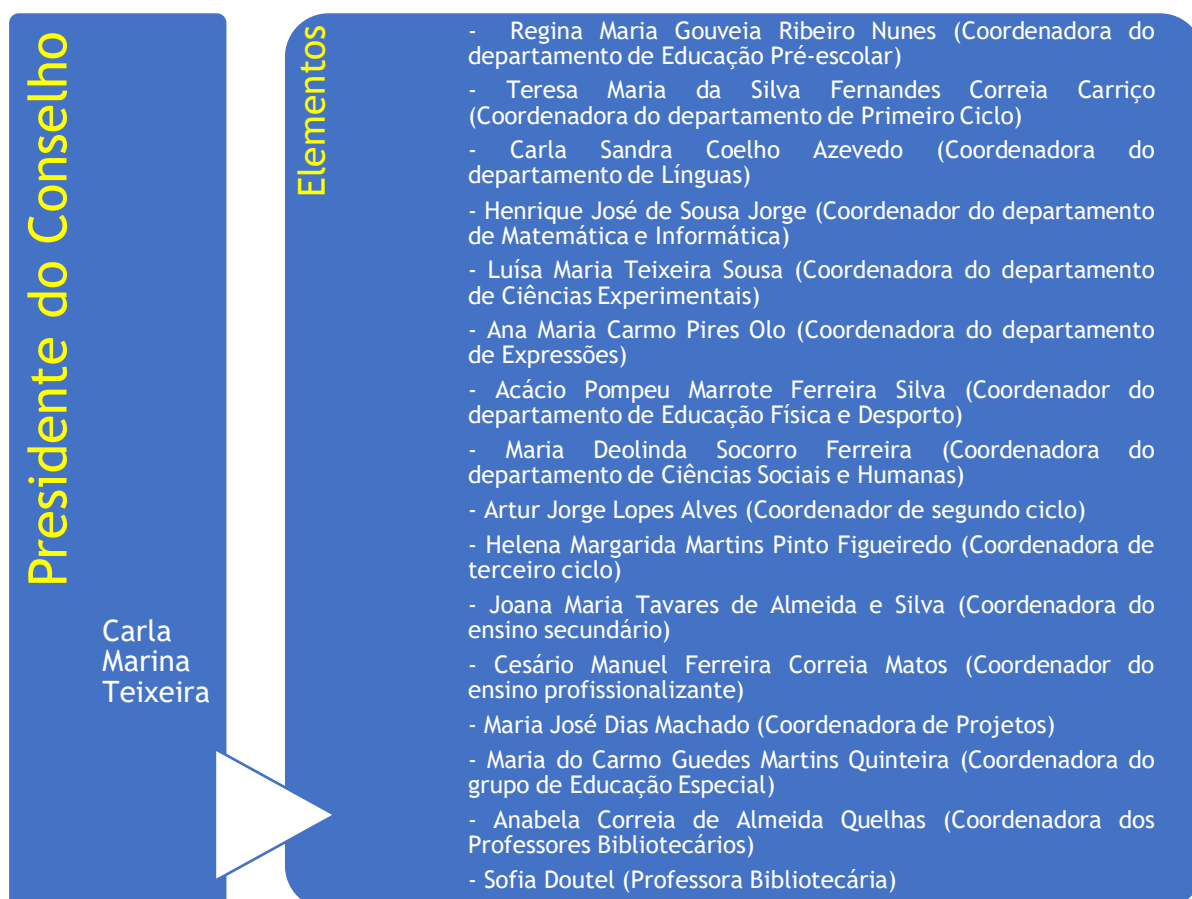 Presidente do Conselho
Carla
Marina
Teixeira
Elementos
- Regina Maria Gouveia Ribeiro Nunes (Coordenadora do
departamento de Educação Pré-escolar)
- Teresa Maria da Silva Fernandes Correia Carriço
(Coordenadora do departamento de Primeiro Ciclo)
- Carla Sandra Coelho Azevedo (Coordenadora do
departamento de Línguas)
- Henrique José de Sousa Jorge (Coordenador do departamento
de Matemática e Informática)
- Luísa Maria Teixeira Sousa (Coordenadora do departamento
de Ciências Experimentais)
- Ana Maria Carmo Pires Olo (Coordenadora do departamento
de Expressões)
- Acácio Pompeu Marrote Ferreira Silva (Coordenador do
departamento de Educação Física e Desporto)
- Maria Deolinda Socorro Ferreira (Coordenadora do
departamento de Ciências Sociais e Humanas)
- Artur Jorge Lopes Alves (Coordenador de segundo ciclo)
- Helena Margarida Martins Pinto Figueiredo (Coordenadora de
terceiro ciclo)
- Joana Maria Tavares de Almeida e Silva (Coordenadora do
ensino secundário)
- Cesário Manuel Ferreira Correia Matos (Coordenador do
ensino profissionalizante)
- Maria José Dias Machado (Coordenadora de Projetos)
- Maria do Carmo Guedes Martins Quinteira (Coordenadora do
grupo de Educação Especial)
- Anabela Correia de Almeida Quelhas (Coordenadora dos
Professores Bibliotecários)
- Sofia Doutel (Professora Bibliotecária)